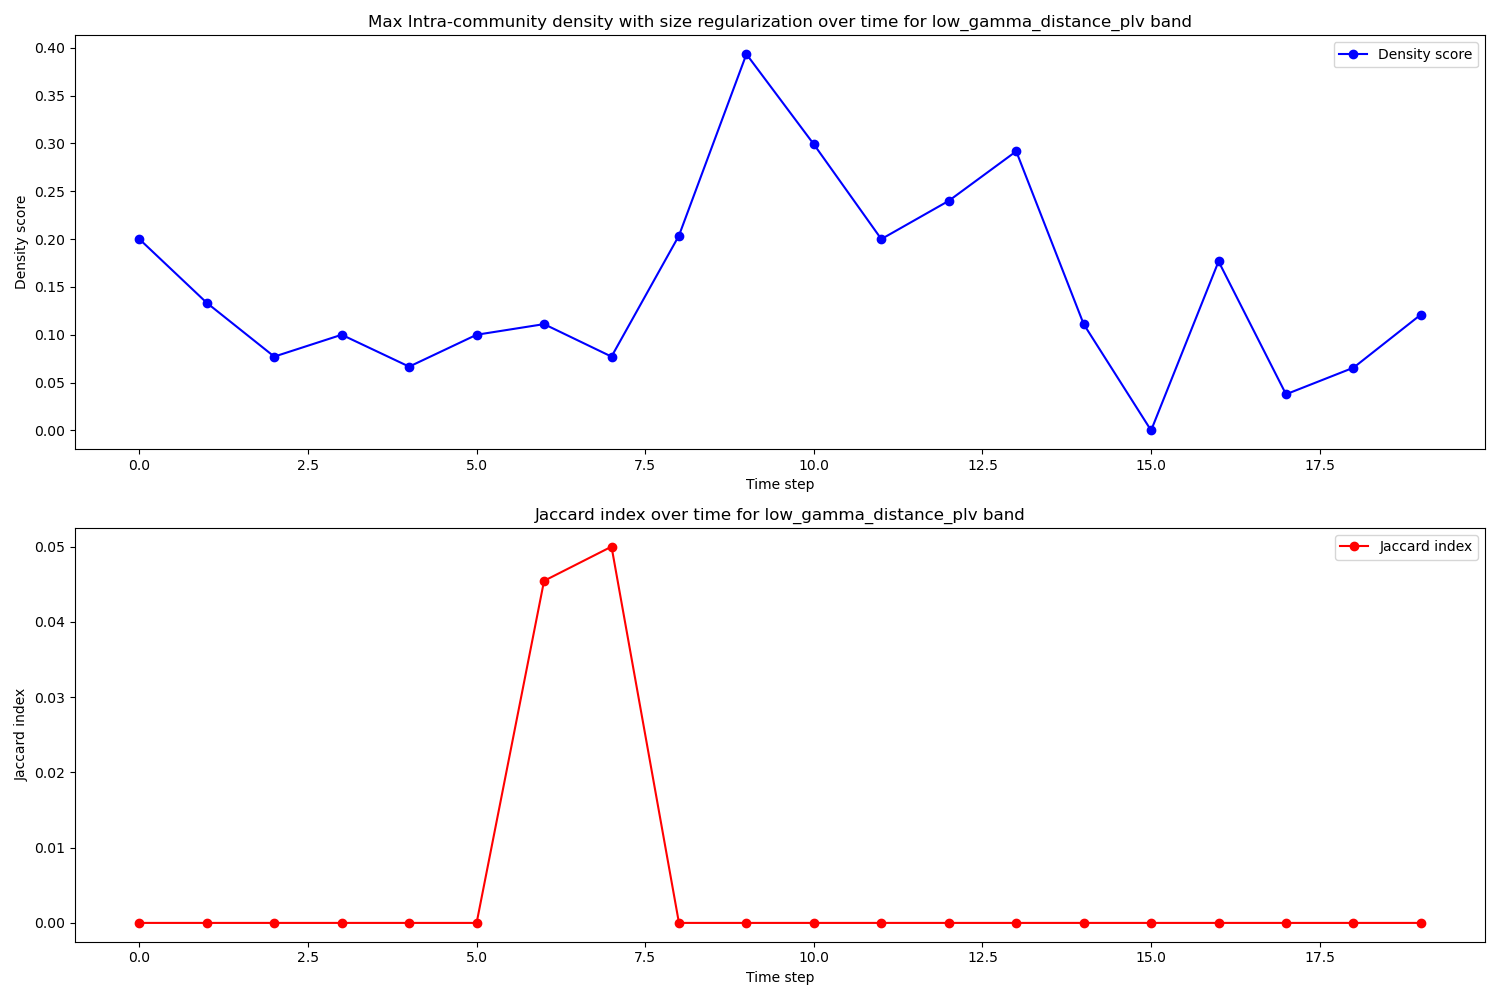 Max Intra-community density with size regularization over time for low_gamma_distance_plv band
Density score
0.40
0.35
0.30
0.25
0.20
0.15
0.10
0.05
0.00
Density score
0.0 2.5 5.0 7.5 10.0 12.5 15.0 17.5
Time step
Jaccard index over time for low_gamma_distance_plv band
Jaccard index
0.05
0.04
0.03
0.02
0.01
0.00
Jaccard index
0.0 2.5 5.0 7.5 10.0 12.5 15.0 17.5
Time step